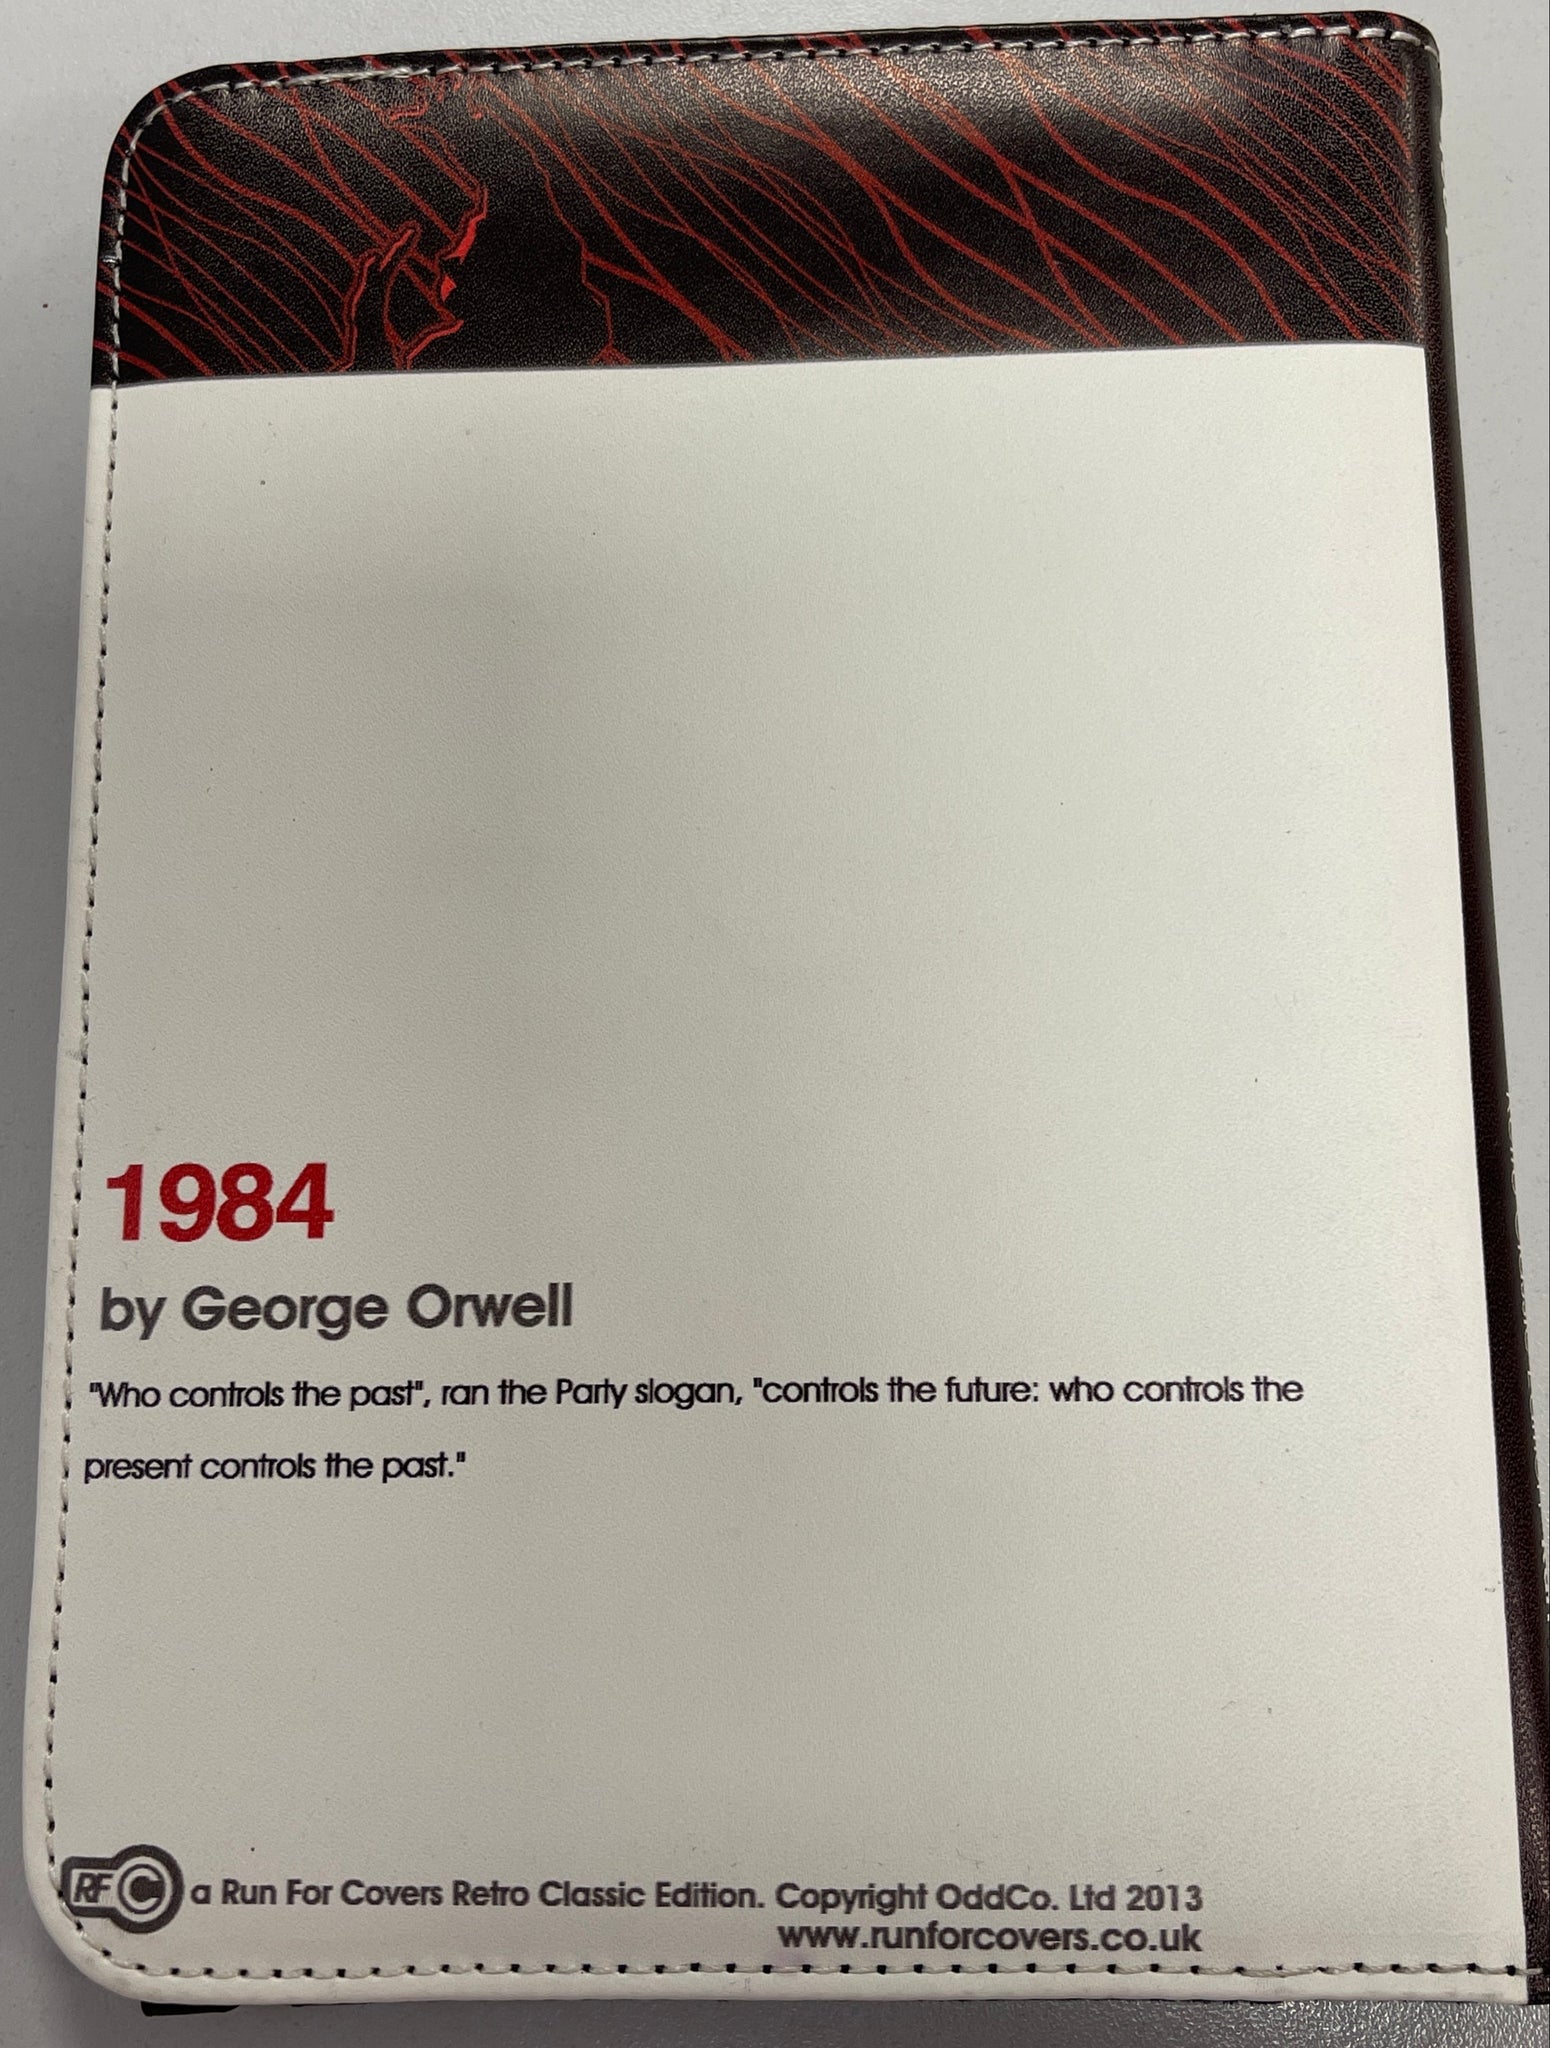 1984
by George Orwell
"Who controls the past", ran the Party slogan, "controls the future: who controls the
present controls the past."
RFC a Run For Covers Retro Classic Edition. Copyright OddCo. Ltd 2013
www.runforcovers.co.uk